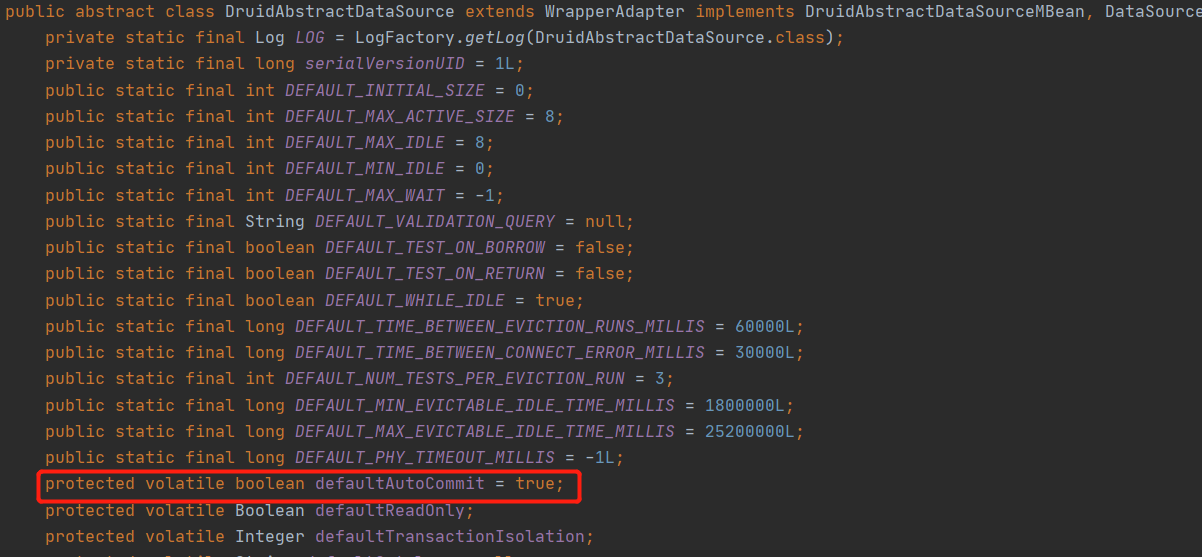 public abstract class DruidAbstractDataSource extends WrapperAdapter implements DruidAbstractDataSourceMBean, DataSource
private static final Log LOG = LogFactory.getLog(DruidAbstractDataSource.class);
private static final long serialVersionUID = 1L;
public static final int DEFAULT_INITIAL_SIZE = 0;
public static final int DEFAULT_MAX_ACTIVE_SIZE = 8;
public static final int DEFAULT_MAX_IDLE = 8;
public static final int DEFAULT_MIN_IDLE = 0;
public static final int DEFAULT_MAX_WAIT = -1;
public static final String DEFAULT_VALIDATION_QUERY = null;
public static final boolean DEFAULT_TEST_ON_BORROW = false;
public static final boolean DEFAULT_TEST_ON_RETURN = false;
public static final boolean DEFAULT_WHILE_IDLE = true;
public static final long DEFAULT_TIME_BETWEEN_EVICTION_RUNS_MILLIS = 60000L;
public static final long DEFAULT_TIME_BETWEEN_CONNECT_ERROR_MILLIS = 30000L;
public static final int DEFAULT_NUM_TESTS_PER_EVICTION_RUN = 3;
public static final long DEFAULT_MIN_EVICTABLE_IDLE_TIME_MILLIS = 1800000L;
public static final long DEFAULT_MAX_EVICTABLE_IDLE_TIME_MILLIS = 25200000L;
public static final long DEFAULT_PHY_TIMEOUT_MILLIS = -1L;
protected volatile boolean defaultAutoCommit = true;
protected volatile Boolean defaultReadOnly;
protected volatile Integer defaultTransactionIsolation;